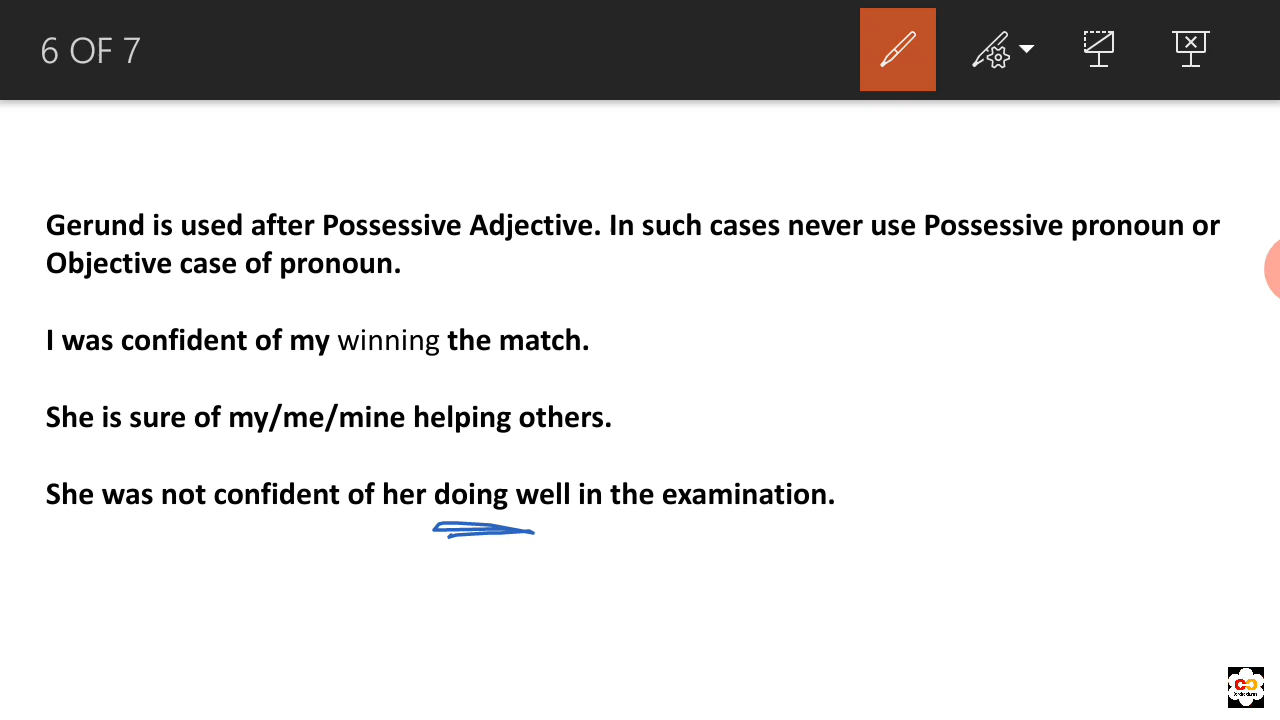 6 OF 7
Gerund is used after Possessive Adjective. In such cases never use Possessive pronoun or
Objective case of pronoun.
I was confident of my winning the match.
She is sure of my/me/mine helping others.
She was not confident of her doing well in the examination.